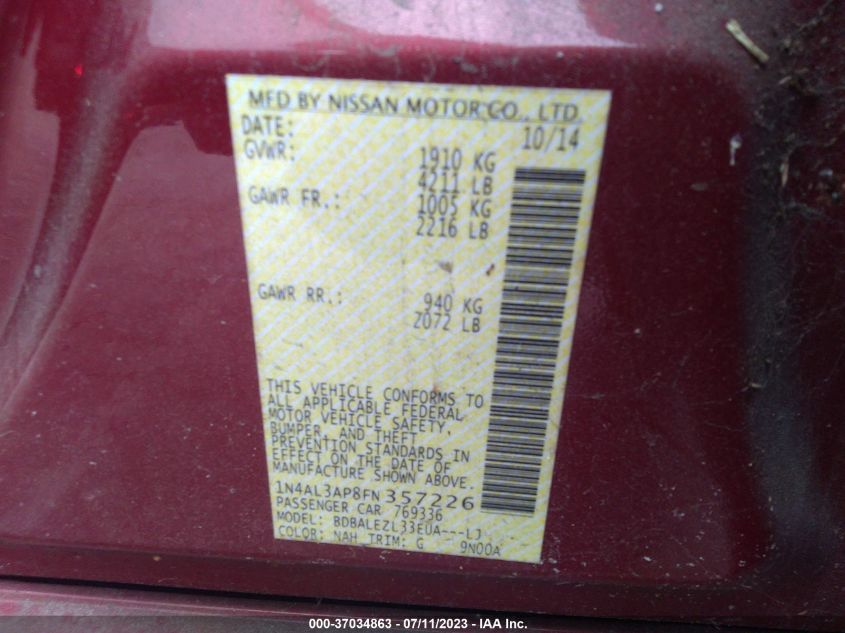 MFD BY NISSAN MOTOR CO., LTD.
DATE: 10/14
GVWR: 1910 KG
4211 LB
GAWR FR.: 1005 KG
2216 LB
GAWR RR.: 940 KG
2072 LB
THIS VEHICLE CONFORMS TO
ALL APPLICABLE FEDERAL
MOTOR VEHICLE SAFETY,
BUMPER, AND THEFT
PREVENTION STANDARDS IN
EFFECT ON THE DATE OF
MANUFACTURE SHOWN ABOVE.
1N4AL3AP8FN357226
PASSENGER CAR 769336
MODEL: BDBALEZL33EUA---LJ
COLOR: NAH TRIM: G 9N00A
000-37034863 - 07/11/2023 - IAA Inc.